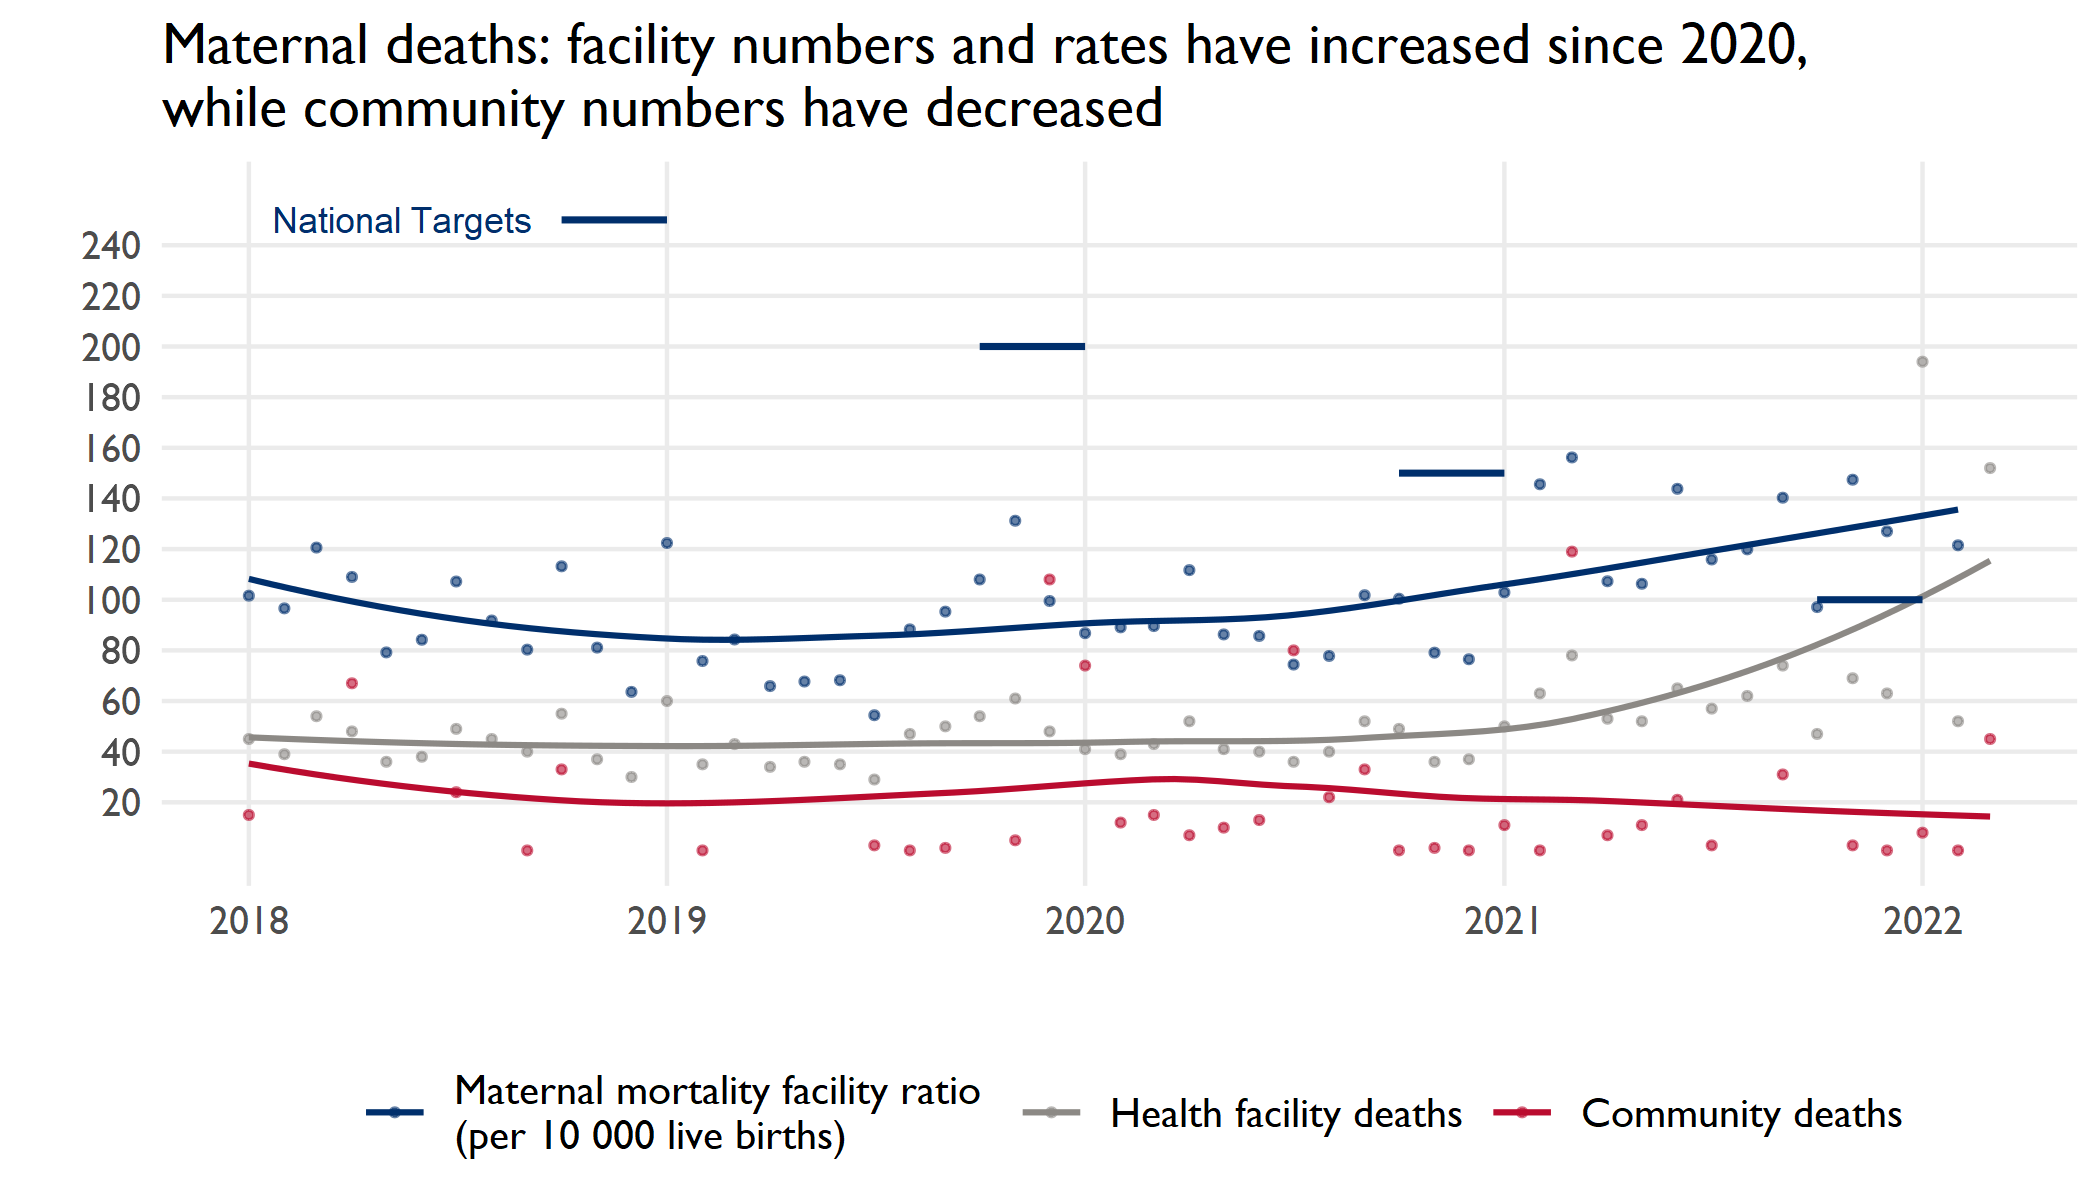 Maternal deaths: facility numbers and rates have increased since 2020,
while community numbers have decreased
National Targets
240
220
200
180
160
140
120
100
80
60
40
20
2018 2019 2020 2021 2022
Maternal mortality facility ratio
(per 10 000 live births)
Health facility deaths
Community deaths